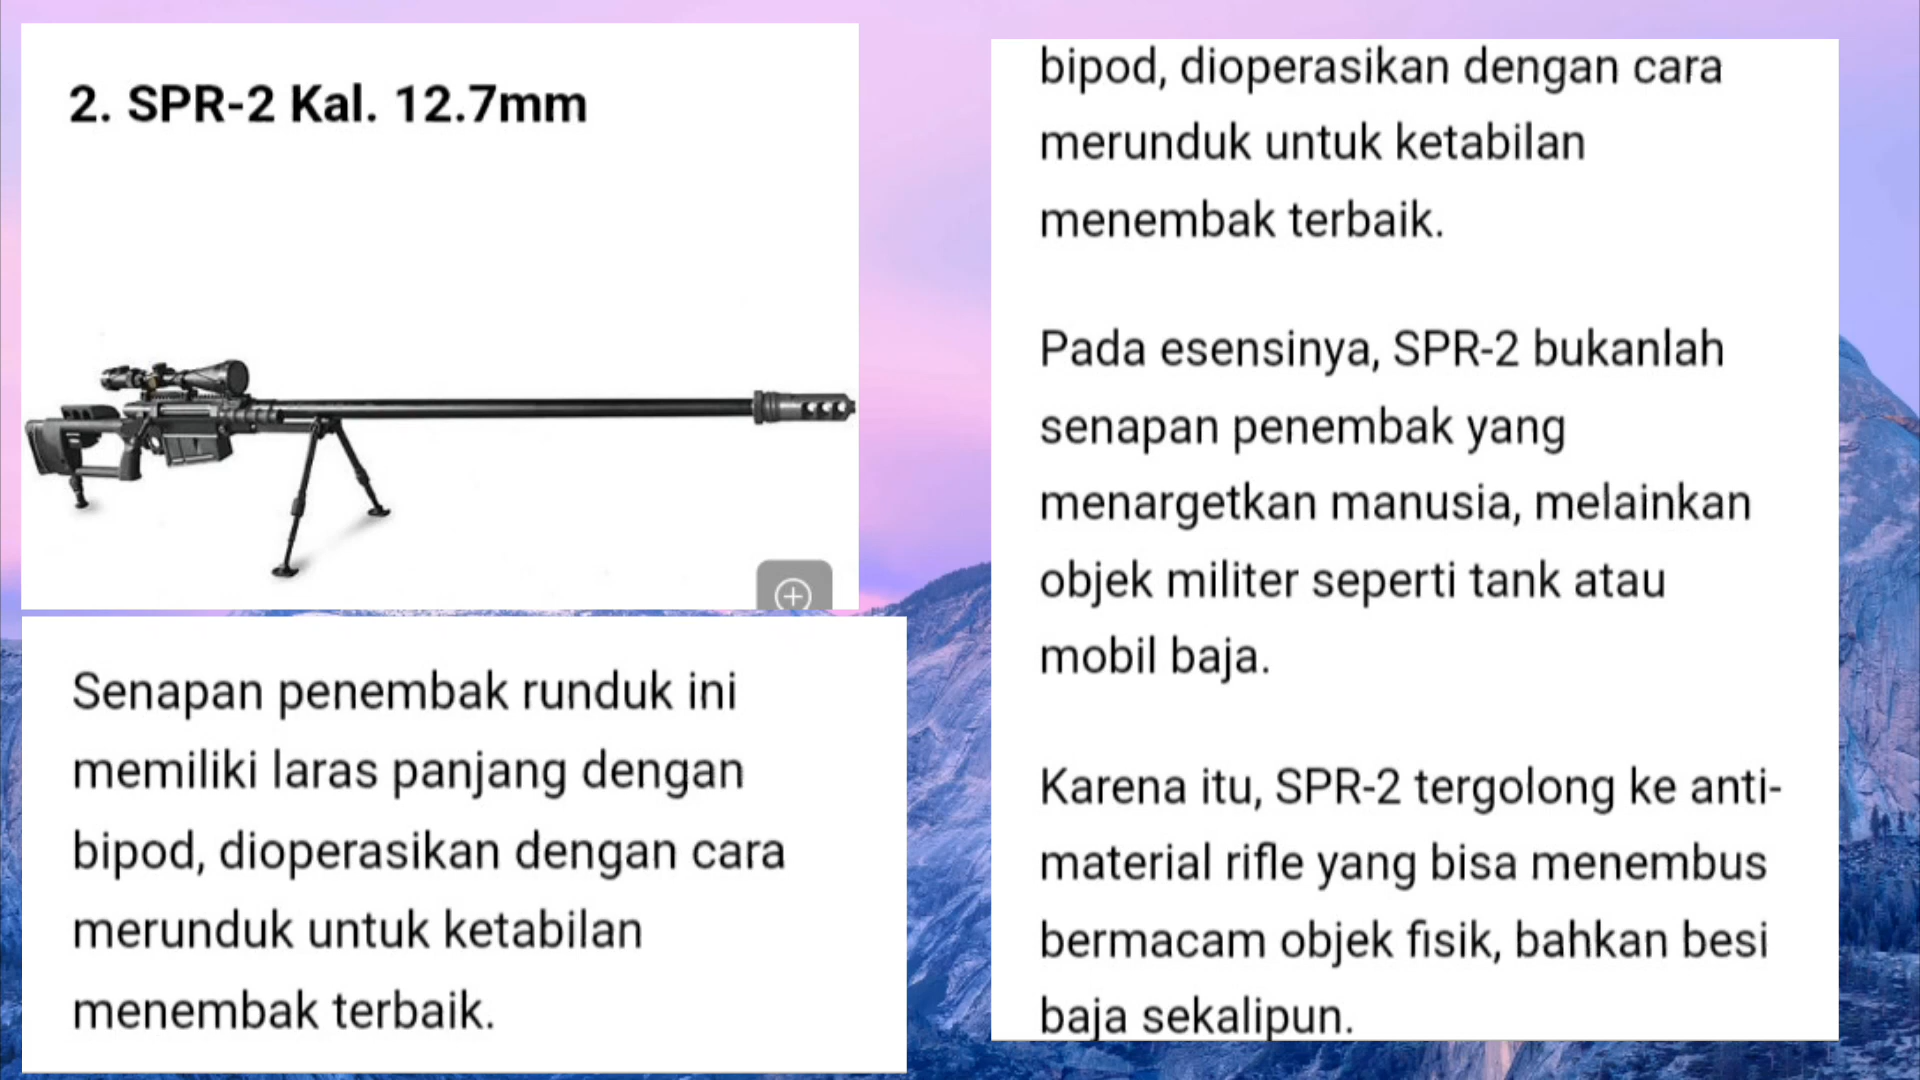 2. SPR-2 Kal. 12.7mm
Senapan penembak runduk ini
memiliki laras panjang dengan
bipod, dioperasikan dengan cara
merunduk untuk ketabilan
menembak terbaik.
bipod, dioperasikan dengan cara
merunduk untuk ketabilan
menembak terbaik.
Pada esensinya, SPR-2 bukanlah
senapan penembak yang
menargetkan manusia, melainkan
objek militer seperti tank atau
mobil baja.
Karena itu, SPR-2 tergolong ke anti-
material rifle yang bisa menembus
bermacam objek fisik, bahkan besi
baja sekalipun.